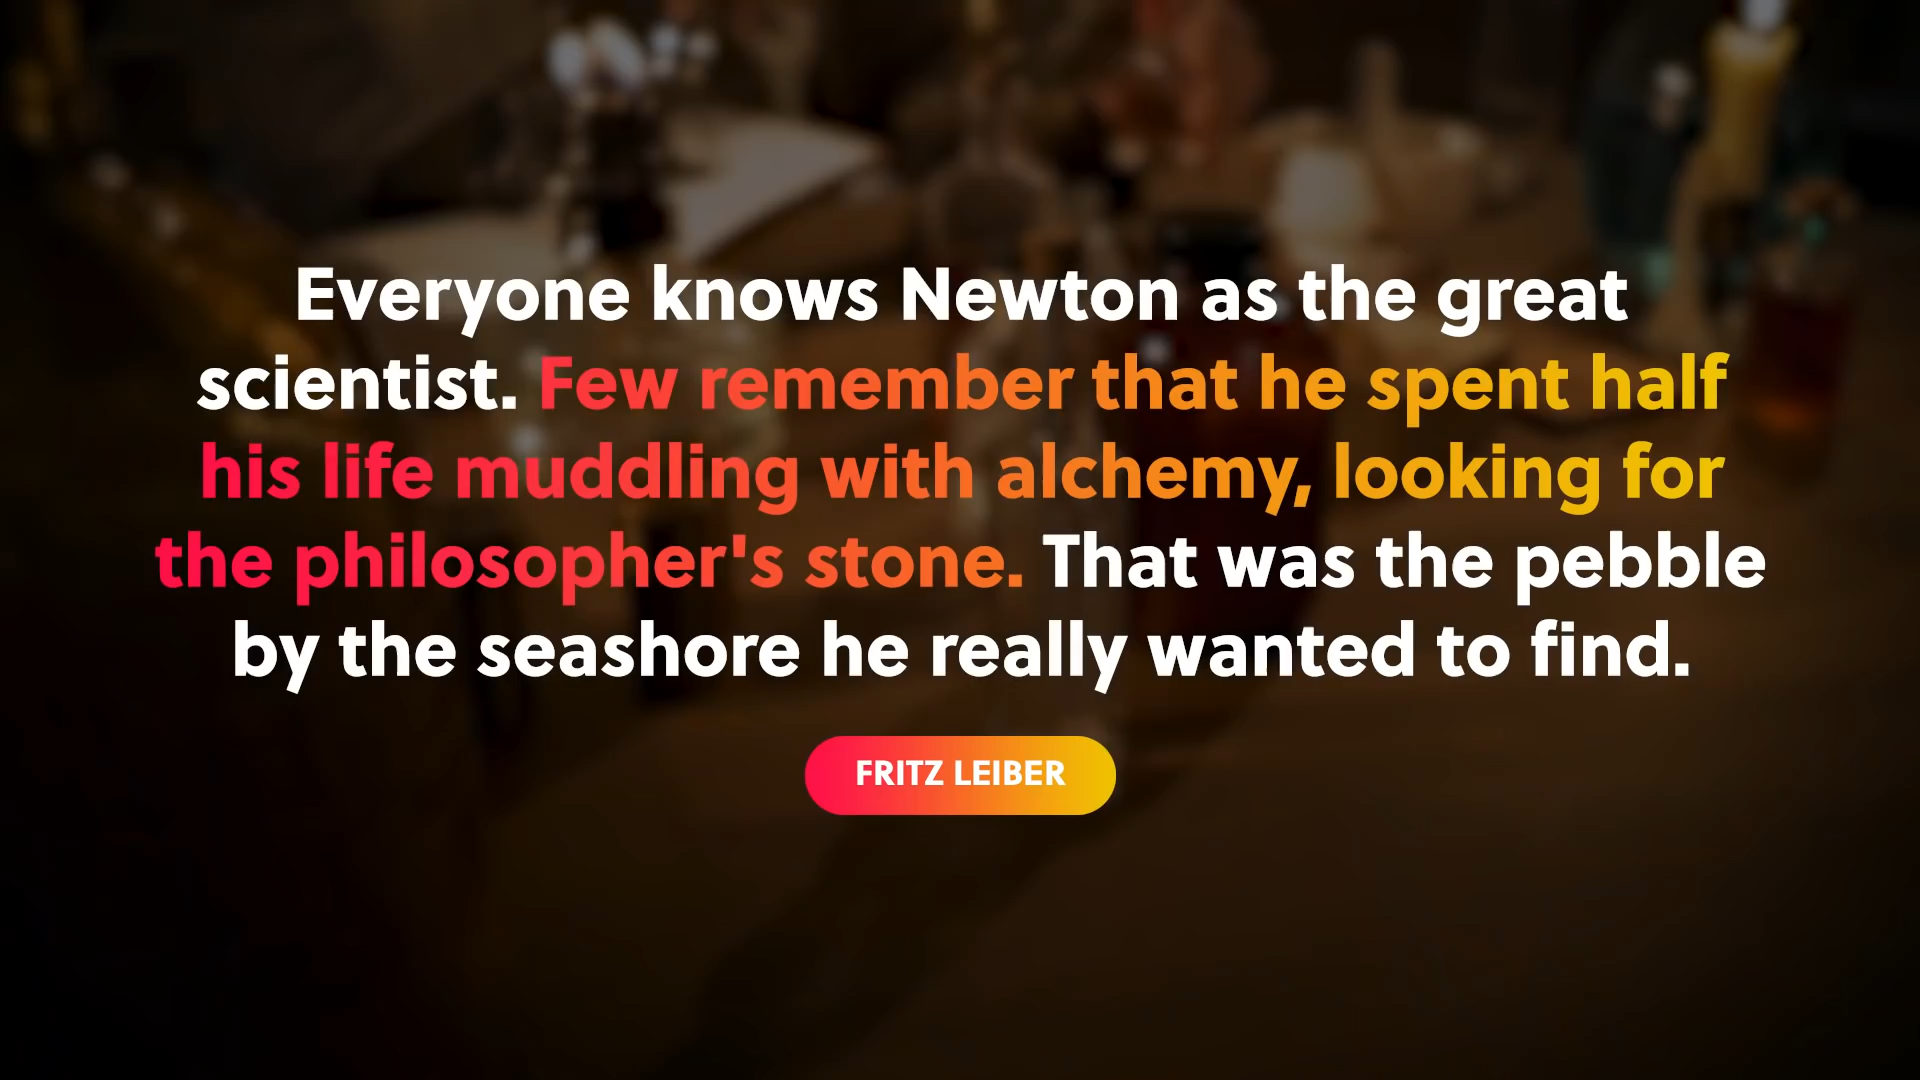 Everyone knows Newton as the great
scientist. Few remember that he spent half
his life muddling with alchemy, looking for
the philosopher's stone. That was the pebble
by the seashore he really wanted to find.
FRITZ LEIBER